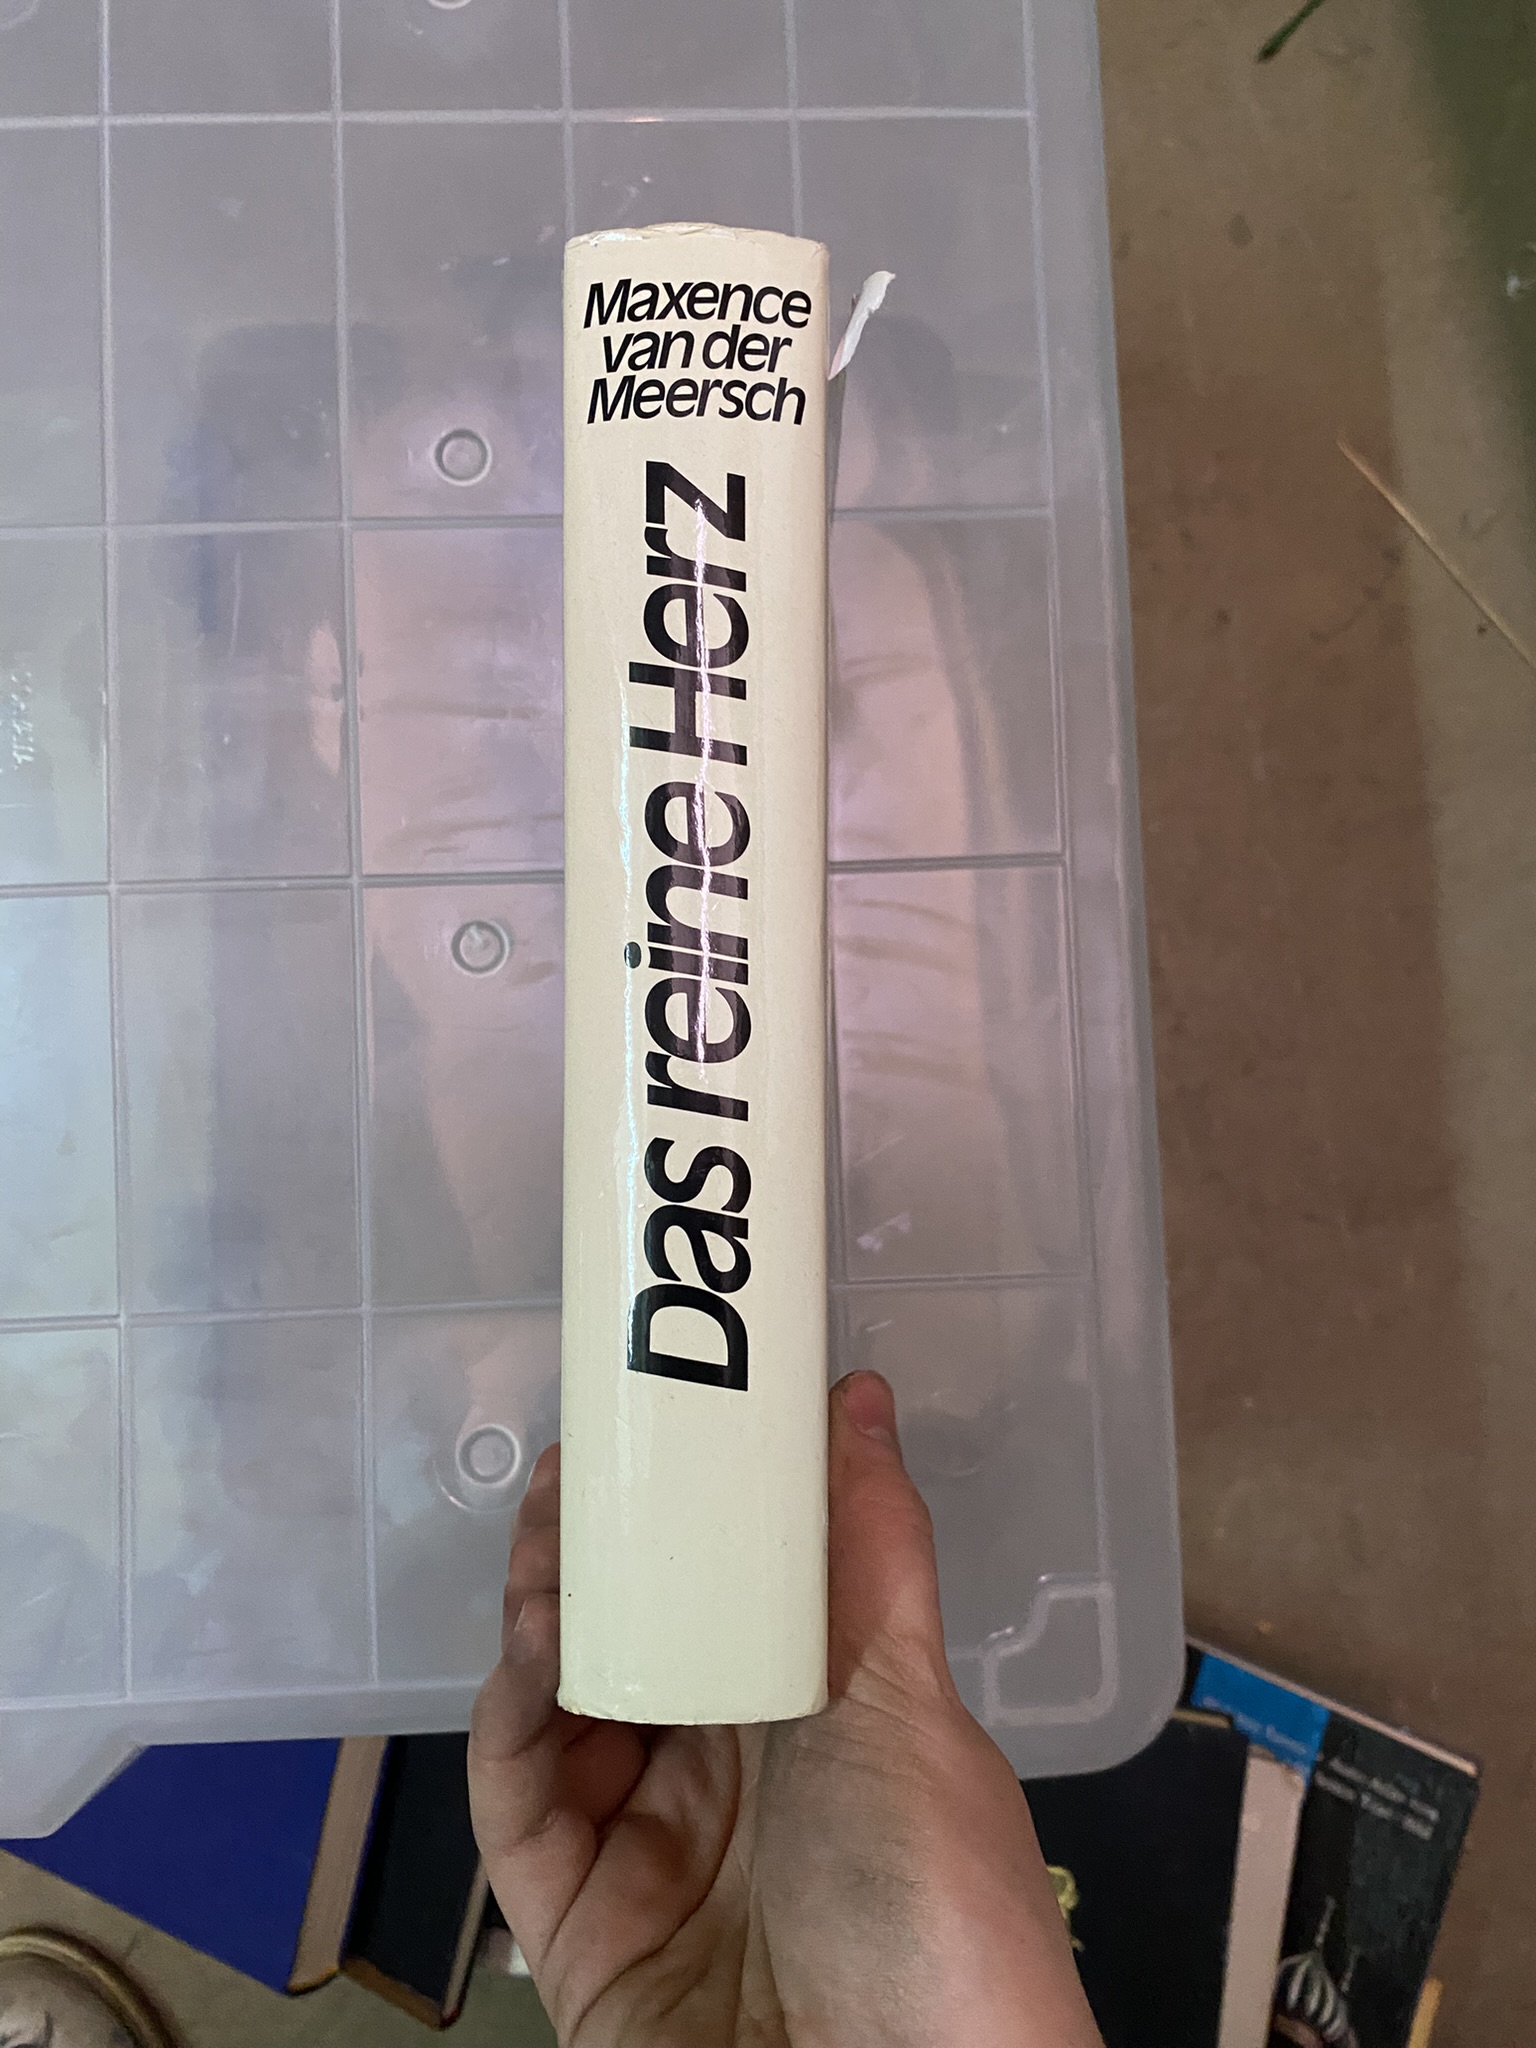 Maxence
van der
Meersch
Das reine Herz